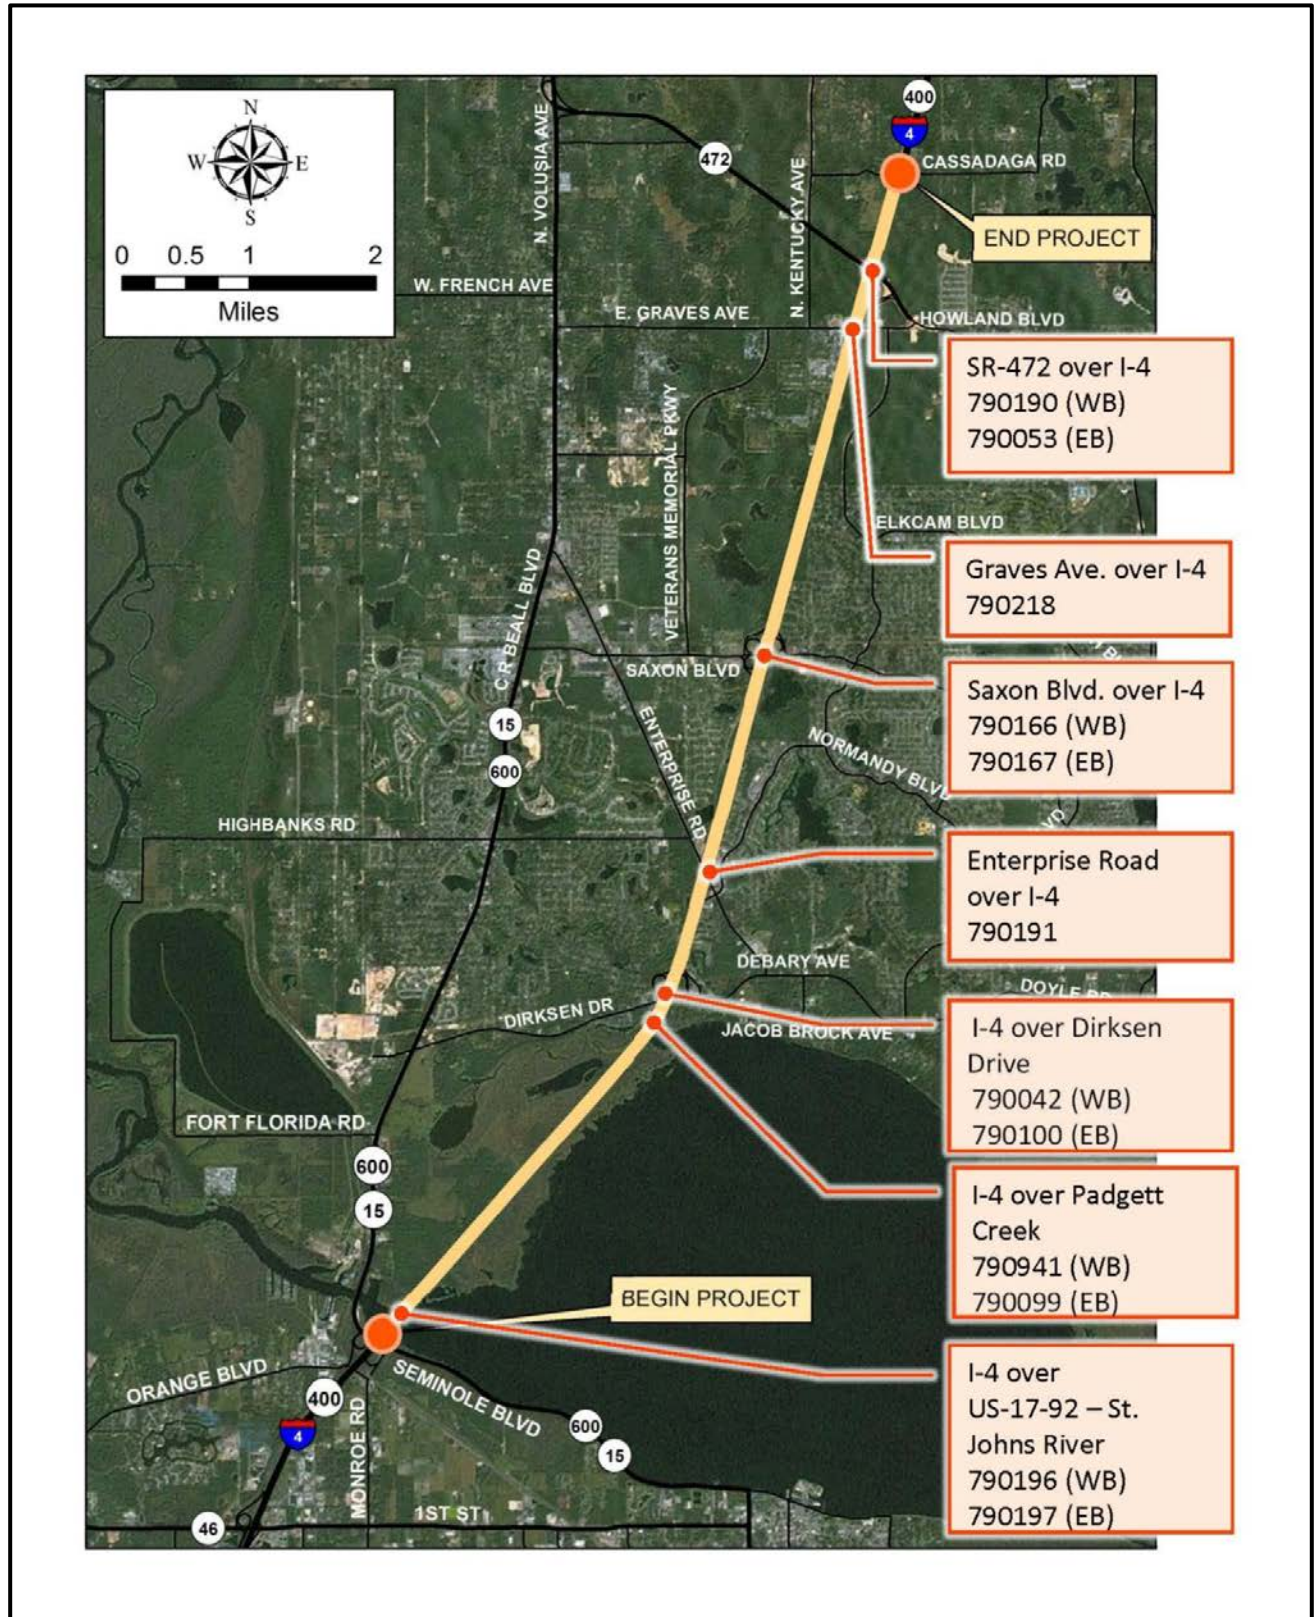 N
W
E
S
0 0.5 1 2
Miles
400
4
CASSADAGA RD
END PROJECT
N. VOLUSIA AVE
472
N. KENTUCKY AVE
W. FRENCH AVE
E. GRAVES AVE
HOWLAND BLVD
SR-472 over I-4
790190 (WB)
790053 (EB)
VETERANS MEMORIAL PKWY
ELKCAM BLVD
Graves Ave. over I-4
790218
C R BEALL BLVD
SAXON BLVD
Saxon Blvd. over I-4
790166 (WB)
790167 (EB)
15
600
ENTERPRISE RD
NORMANDY BLVD
HIGHBANKS RD
Enterprise Road
over I-4
790191
DEBARY AVE
DIRKSEN DR
JACOB BROCK AVE
I-4 over Dirksen
Drive
790042 (WB)
790100 (EB)
FORT FLORIDA RD
600
15
I-4 over Padgett
Creek
790941 (WB)
790099 (EB)
BEGIN PROJECT
ORANGE BLVD
SEMINOLE BLVD
400
4
MONROE RD
600
15
I-4 over
US-17-92 – St.
Johns River
790196 (WB)
790197 (EB)
1ST ST
46